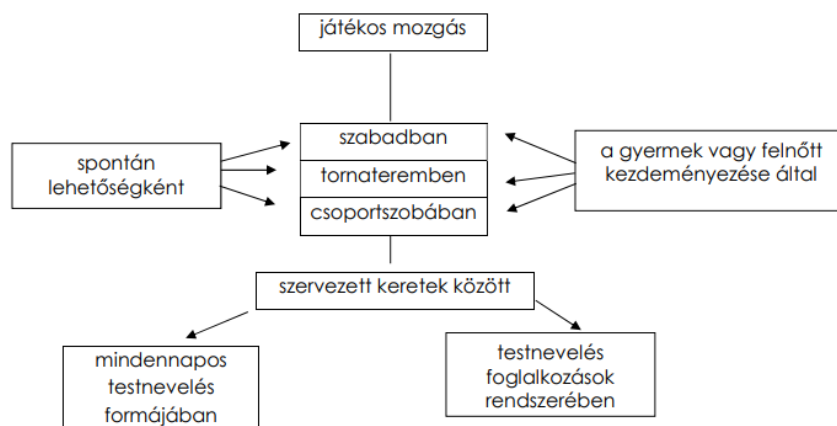 játékos mozgás
szabadban
tornateremben
csoportszobában
spontán
lehetőségként
a gyermek vagy felnőtt
kezdeményezése által
szervezett keretek között
mindennapos
testnevelés
formájában
testnevelés
foglalkozások
rendszerében